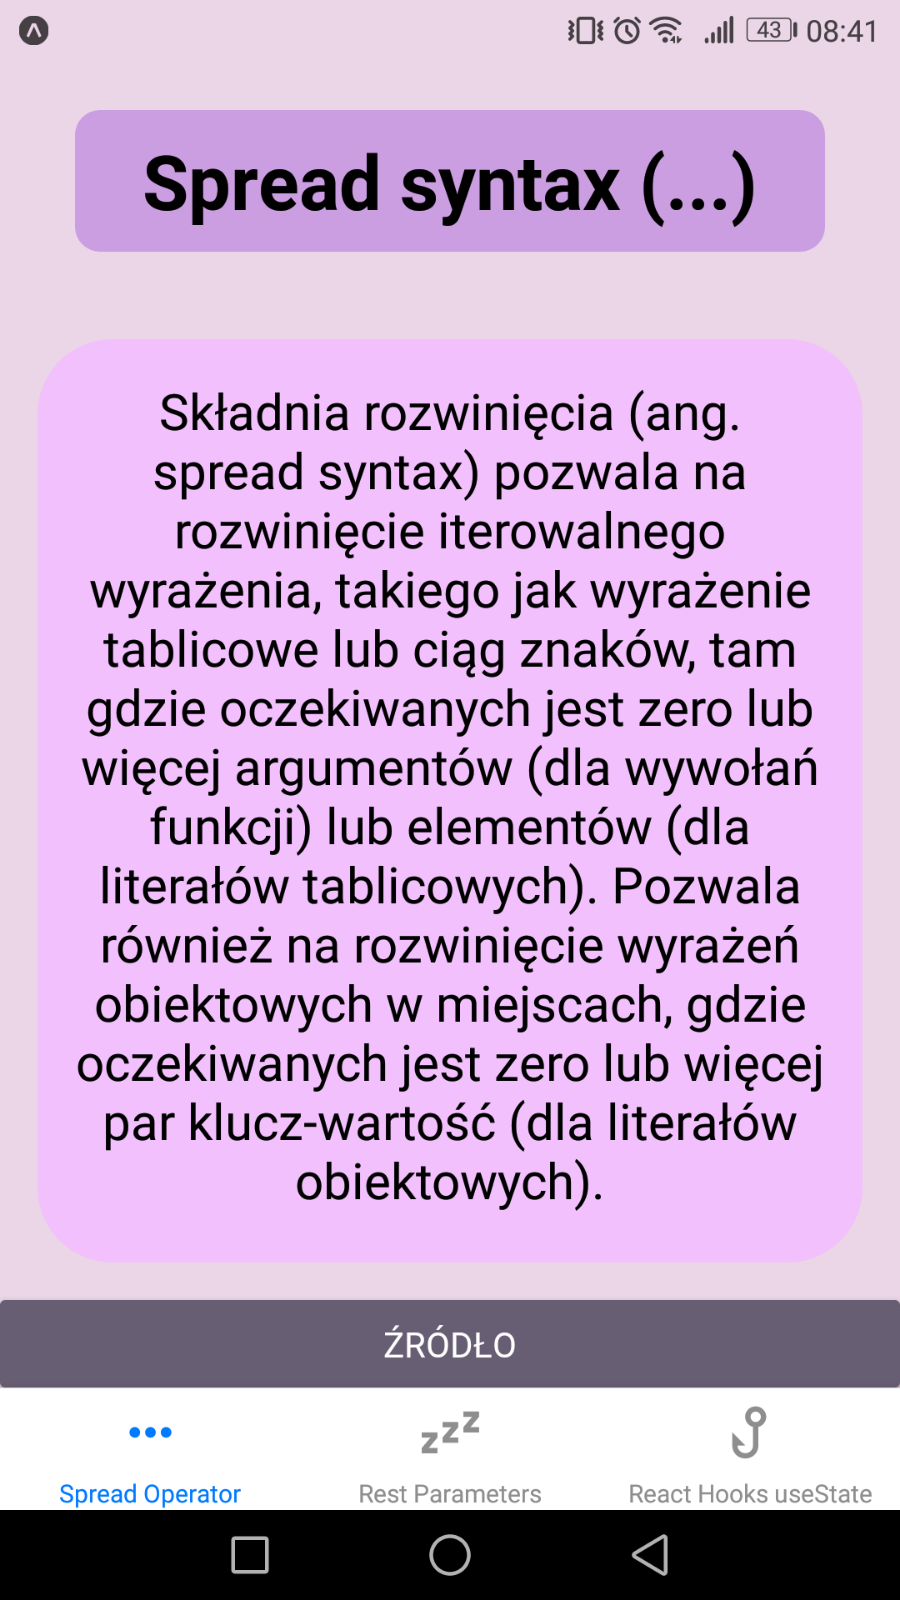 43 08:41
Spread syntax (...)
Składnia rozwinięcia (ang.
spread syntax) pozwala na
rozwinięcie iterowalnego
wyrażenia, takiego jak wyrażenie
tablicowe lub ciąg znaków, tam
gdzie oczekiwanych jest zero lub
więcej argumentów (dla wywołań
funkcji) lub elementów (dla
literałów tablicowych). Pozwala
również na rozwinięcie wyrażeń
obiektowych w miejscach, gdzie
oczekiwanych jest zero lub więcej
par klucz-wartość (dla literałów
obiektowych).
ŹRÓDŁO
zzz
Spread Operator Rest Parameters React Hooks useState